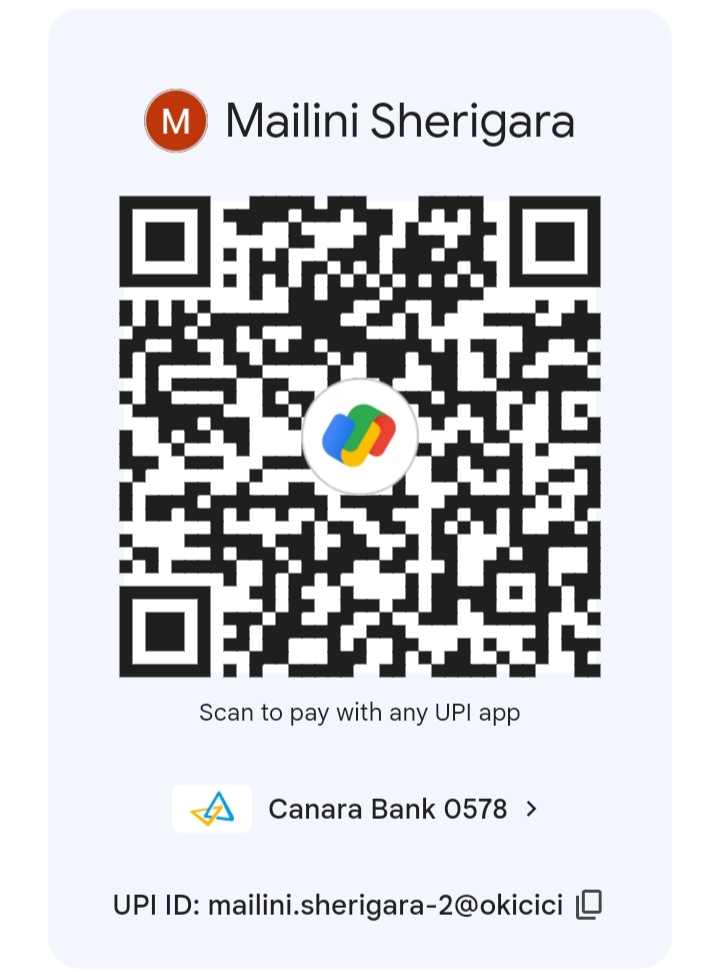 M Mailini Sherigara
Scan to pay with any UPI app
Canara Bank 0578
UPI ID: mailini.sherigara-2@okicici